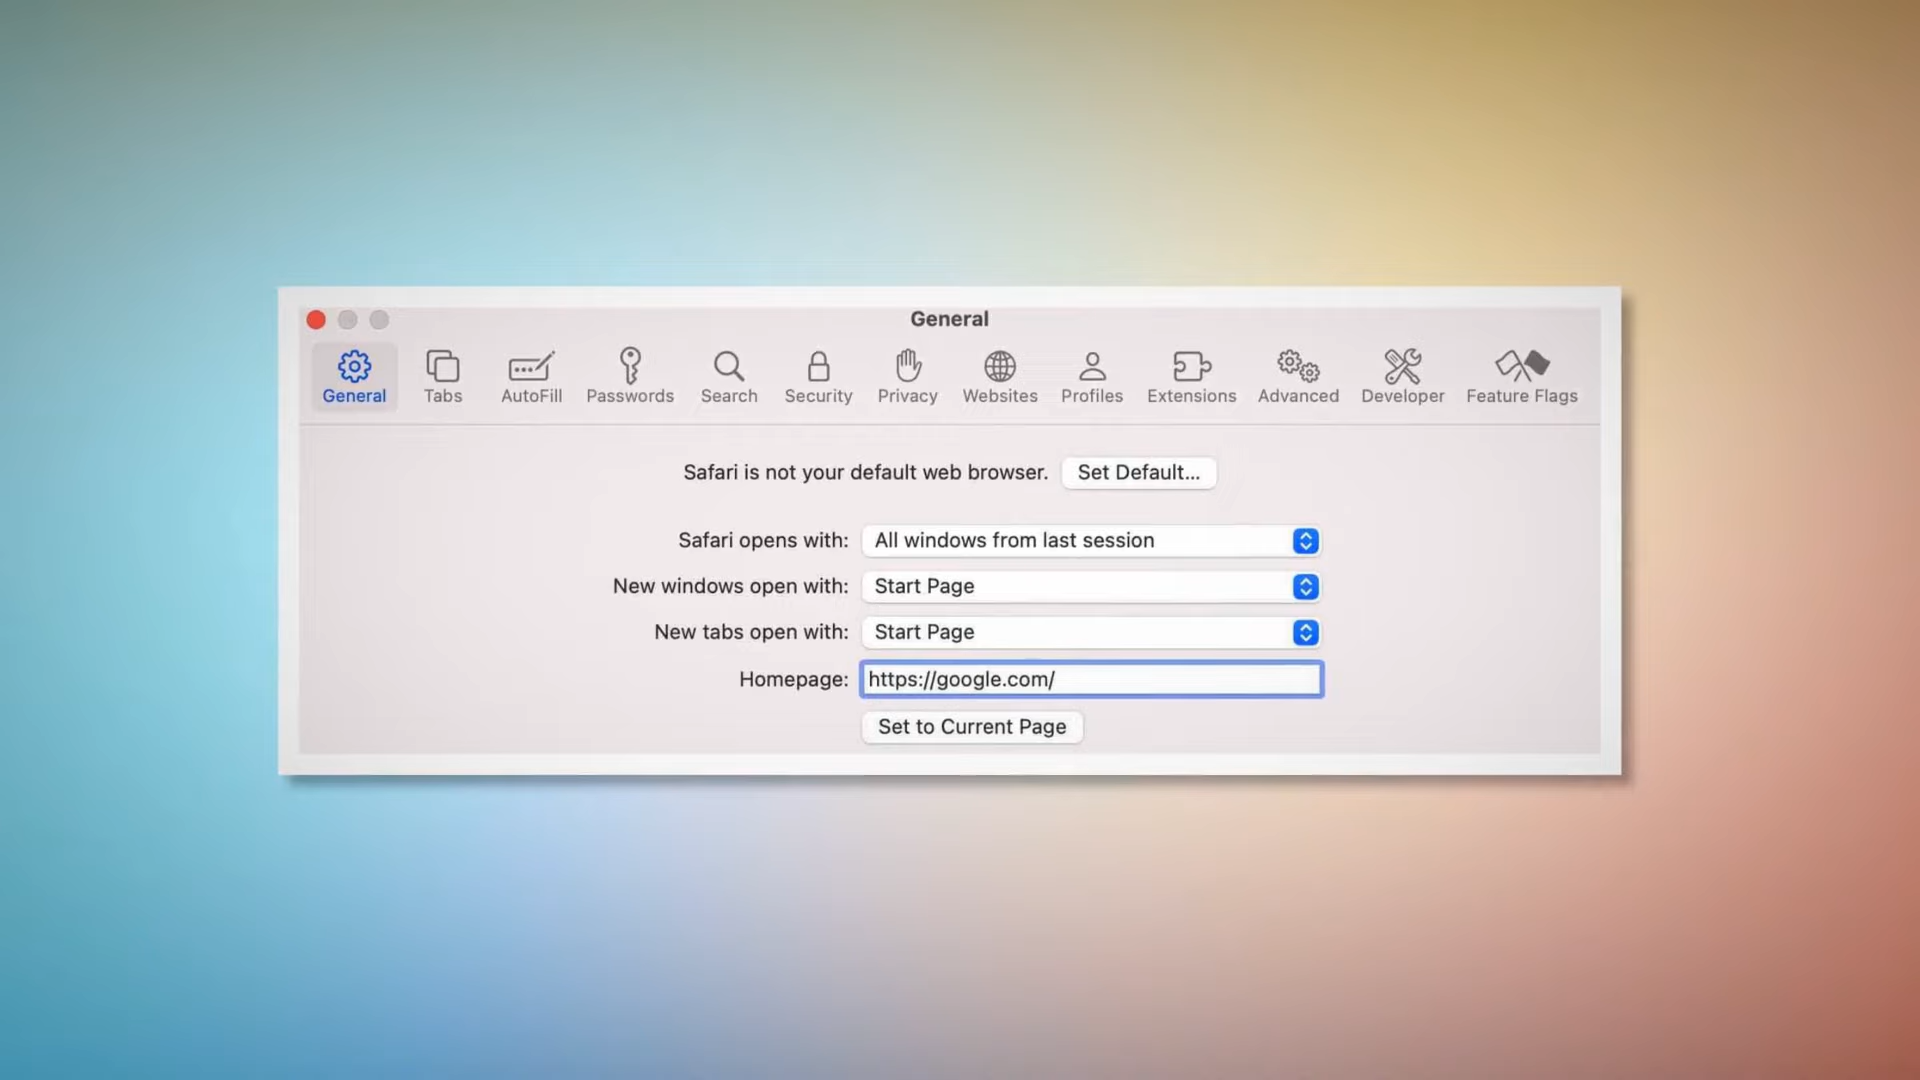 General
General Tabs AutoFill Passwords Search Security Privacy Websites Profiles Extensions Advanced Developer Feature Flags
Safari is not your default web browser. Set Default...
Safari opens with: All windows from last session
New windows open with: Start Page
New tabs open with: Start Page
Homepage: https://google.com/
Set to Current Page